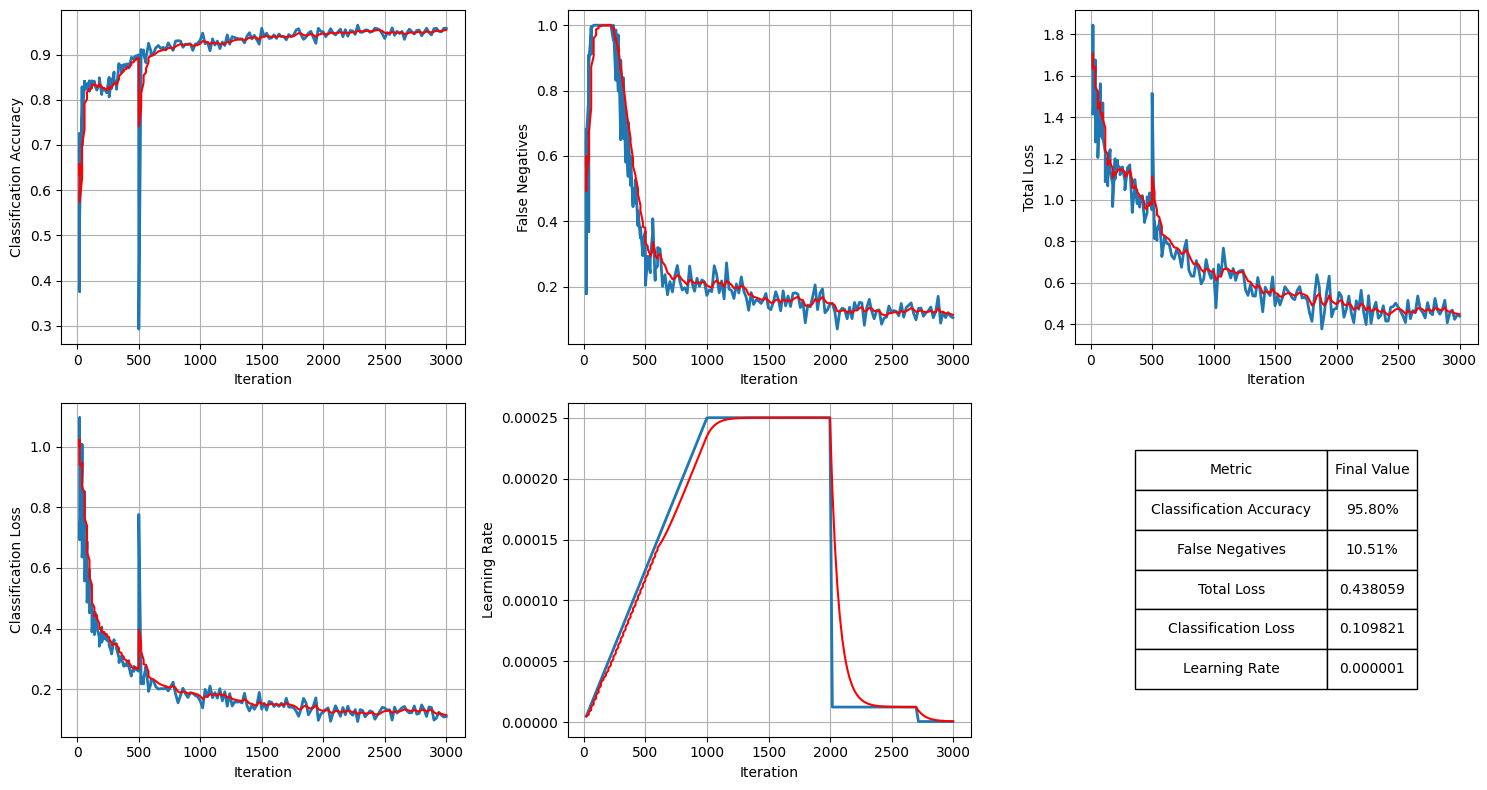 Classification Accuracy
0.9
0.8
0.7
0.6
0.5
0.4
0.3
0 500 1000 1500 2000 2500 3000
Iteration
False Negatives
1.0
0.8
0.6
0.4
0.2
0 500 1000 1500 2000 2500 3000
Iteration
Total Loss
1.8
1.6
1.4
1.2
1.0
0.8
0.6
0.4
0 500 1000 1500 2000 2500 3000
Iteration
Classification Loss
1.0
0.8
0.6
0.4
0.2
0 500 1000 1500 2000 2500 3000
Iteration
Learning Rate
0.00025
0.00020
0.00015
0.00010
0.00005
0.00000
0 500 1000 1500 2000 2500 3000
Iteration
Metric Final Value
Classification Accuracy 95.80%
False Negatives 10.51%
Total Loss 0.438059
Classification Loss 0.109821
Learning Rate 0.000001